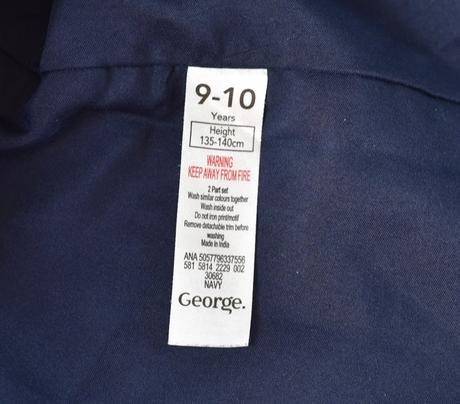 9-10
Years
Height
135-140cm
WARNING
KEEP AWAY FROM FIRE
2 Part set
Wash similar colours together
Wash inside out
Do not iron print/motif
Remove detachable trim before
washing
Made in India
ANA 5057796337556
581 5814 2229 002
30682
NAVY
George.